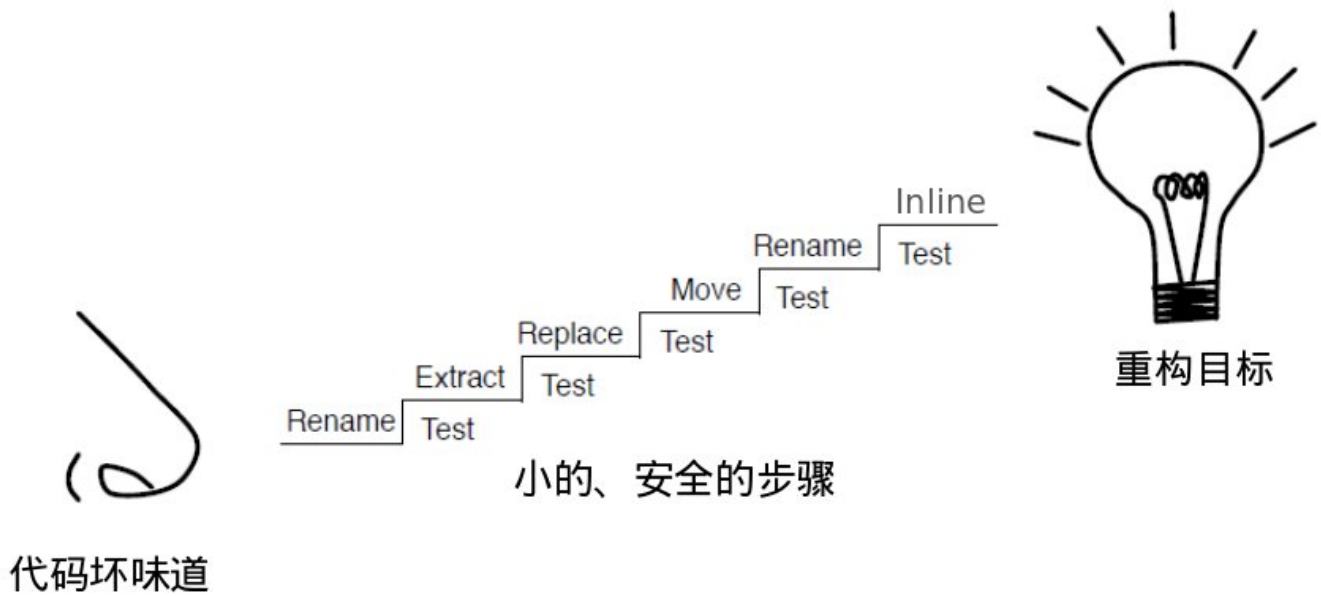 Inline
Rename
Test
Move
Test
Replace
Test
Extract
Test
Rename
Test
小的、安全的步骤
代码坏味道
重构目标